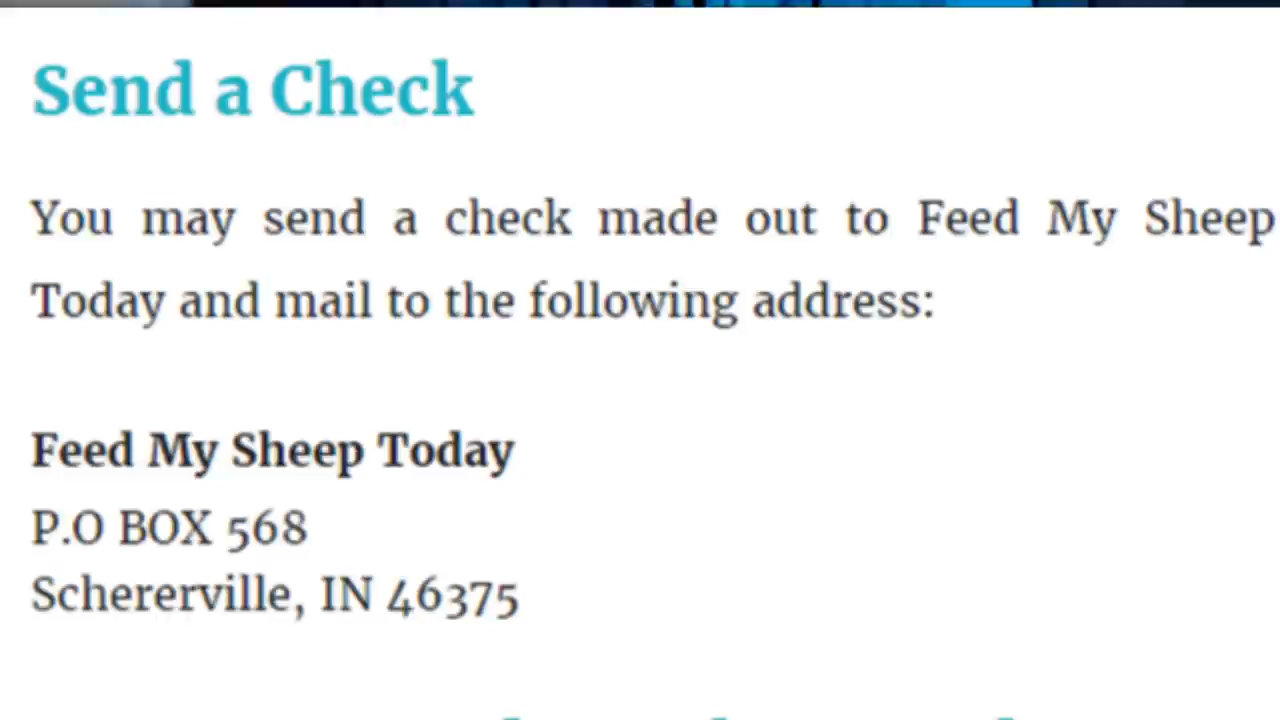 Send a Check
You may send a check made out to Feed My Sheep
Today and mail to the following address:
Feed My Sheep Today
P.O BOX 568
Schererville, IN 46375